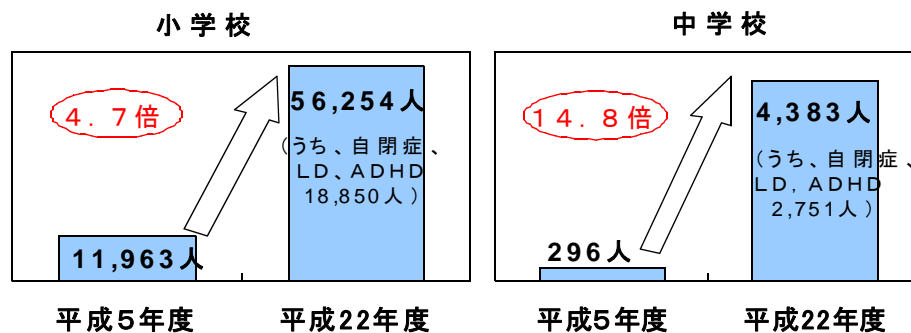 小学校
４．７倍
56,254人
（うち、自閉症、
LD、ADHD
18,850人）
11,963人
平成５年度
平成22年度
中学校
１４．８倍
4,383人
（うち、自閉症、
LD, ADHD
2,751人）
296人
平成５年度
平成22年度